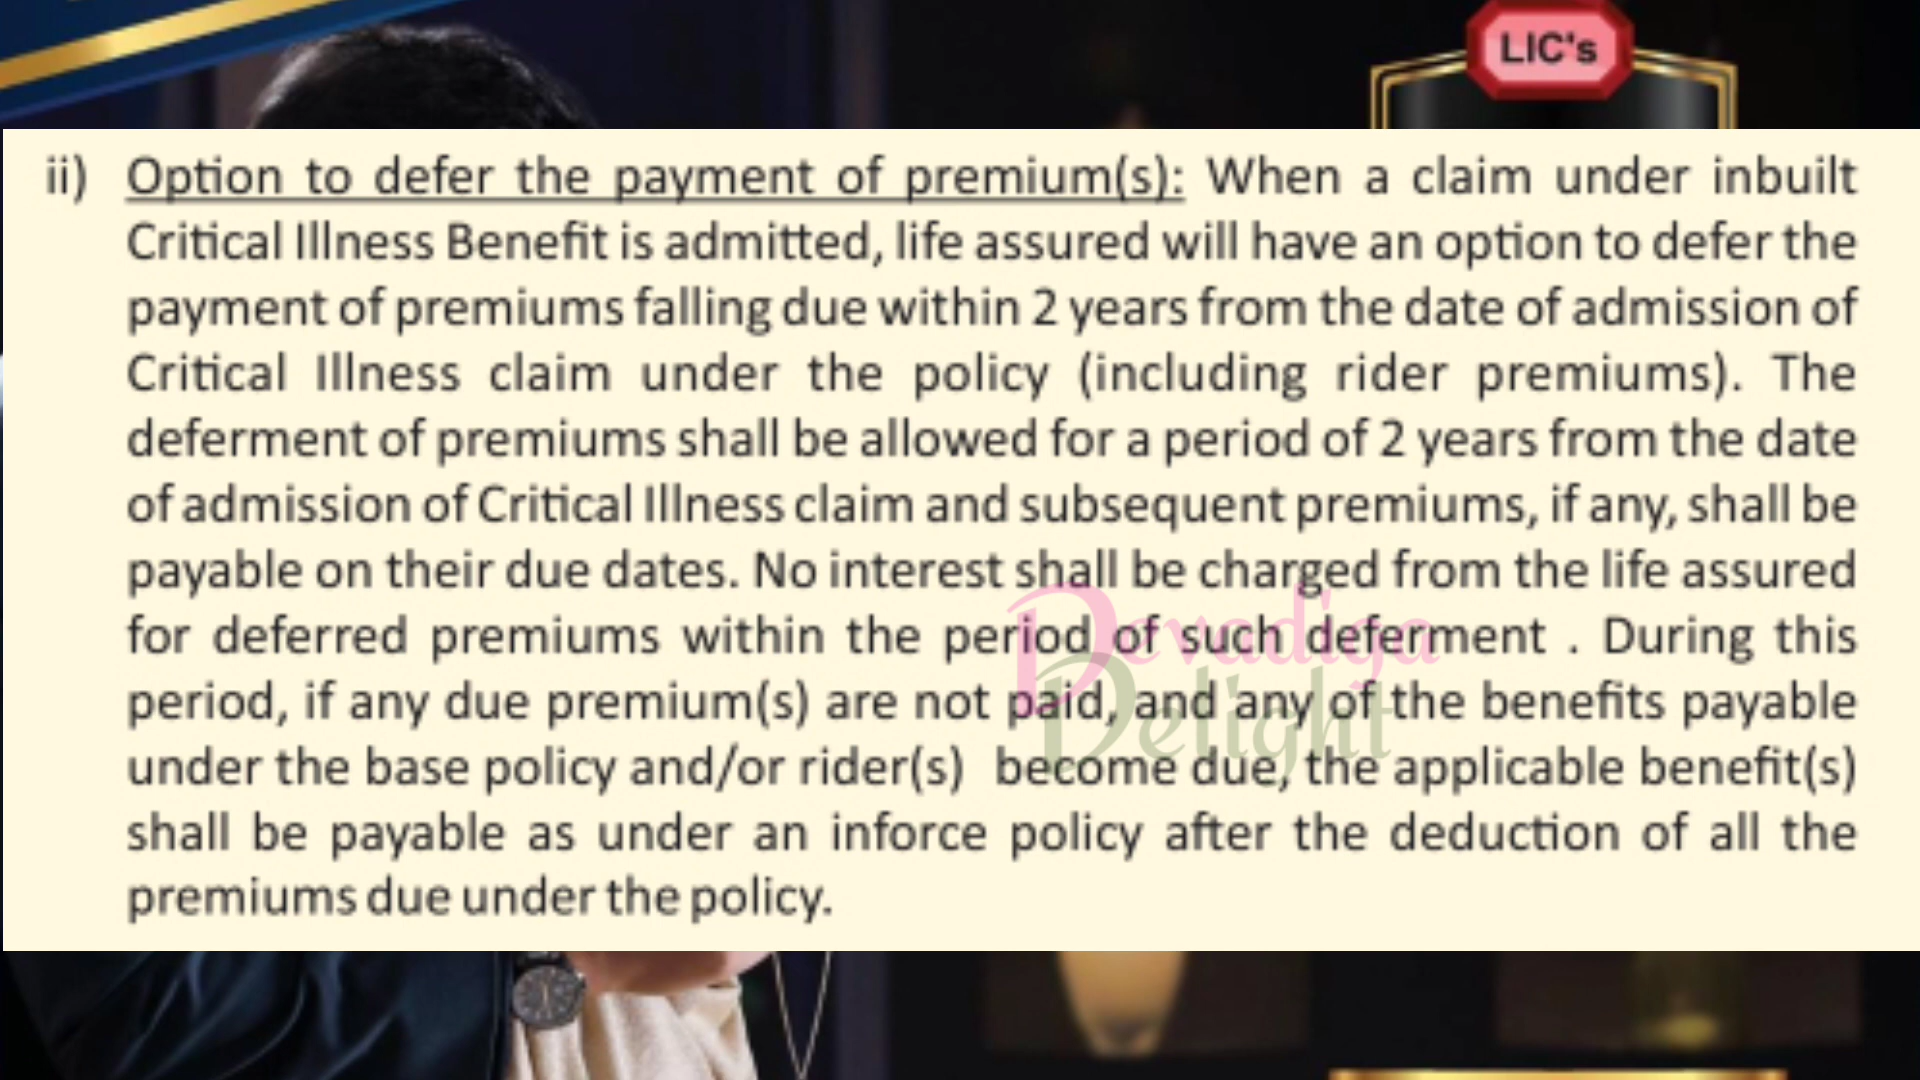 LIC's
ii) Option to defer the payment of premium(s): When a claim under inbuilt
Critical Illness Benefit is admitted, life assured will have an option to defer the
payment of premiums falling due within 2 years from the date of admission of
Critical Illness claim under the policy (including rider premiums). The
deferment of premiums shall be allowed for a period of 2 years from the date
of admission of Critical Illness claim and subsequent premiums, if any, shall be
payable on their due dates. No interest shall be charged from the life assured
for deferred premiums within the period of such deferment . During this
period, if any due premium(s) are not paid, and any of the benefits payable
under the base policy and/or rider(s) become due, the applicable benefit(s)
shall be payable as under an inforce policy after the deduction of all the
premiums due under the policy.
Devadiga
Delight